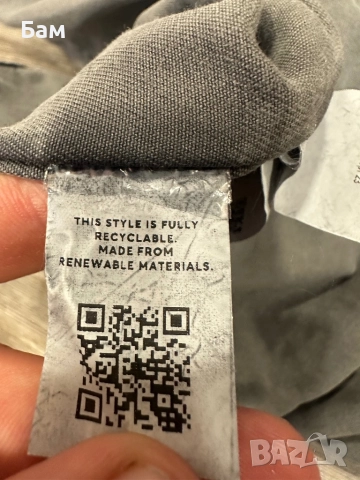 Бам
THIS STYLE IS FULLY
RECYCLABLE.
MADE FROM
RENEWABLE MATERIALS.
BAZAR